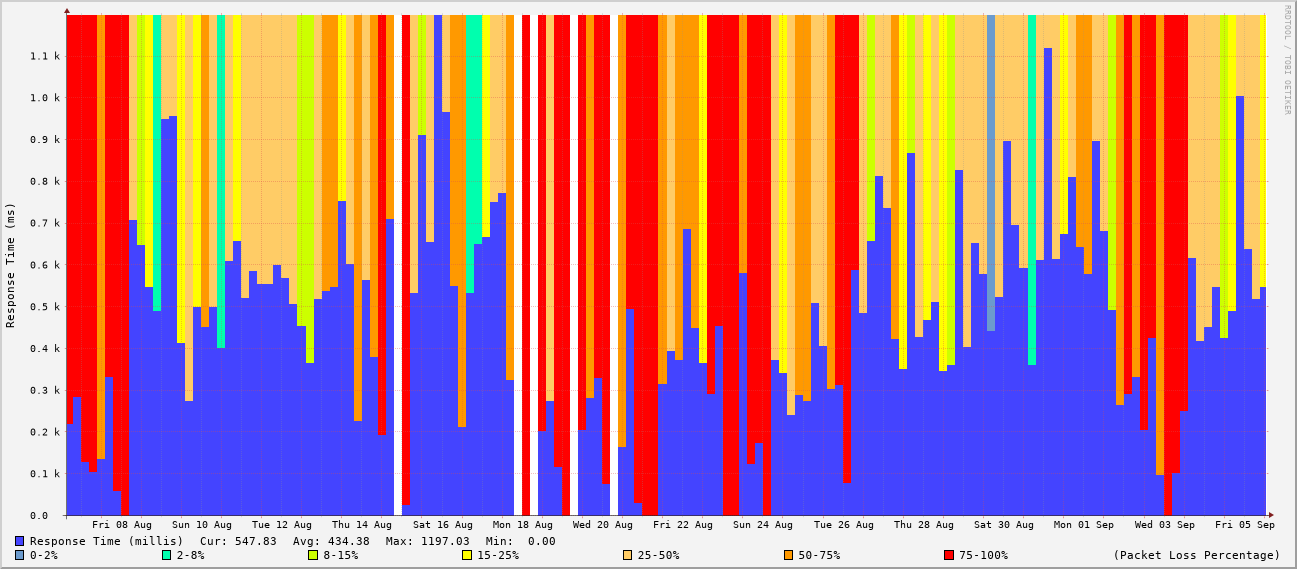 RRDTOOL / TOBI OETIKER
Response Time (ms)
1.1 k
1.0 k
0.9 k
0.8 k
0.7 k
0.6 k
0.5 k
0.4 k
0.3 k
0.2 k
0.1 k
0.0
Fri 08 Aug Sun 10 Aug Tue 12 Aug Thu 14 Aug Sat 16 Aug Mon 18 Aug Wed 20 Aug Fri 22 Aug Sun 24 Aug Tue 26 Aug Thu 28 Aug Sat 30 Aug Mon 01 Sep Wed 03 Sep Fri 05 Sep
Response Time (millis) Cur: 547.83 Avg: 434.38 Max: 1197.03 Min: 0.00
0-2% 2-8% 8-15% 15-25% 25-50% 50-75% 75-100% (Packet Loss Percentage)